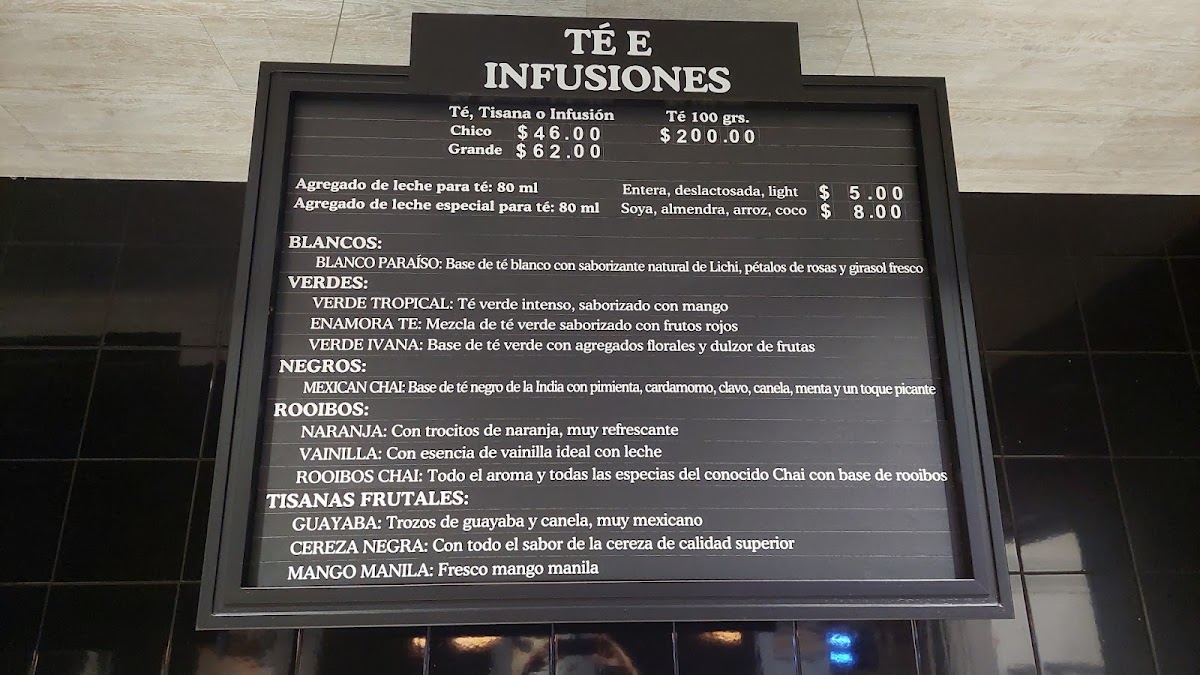 TÉ E
INFUSIONES
Té, Tisana o Infusión Té 100 grs.
Chico $46.00 $200.00
Grande $62.00
Agregado de leche para té: 80 ml Entera, deslactosada, light $ 5.00
Agregado de leche especial para té: 80 ml Soya, almendra, arroz, coco $ 8.00
BLANCOS:
BLANCO PARAÍSO: Base de té blanco con saborizante natural de Lichi, pétalos de rosas y girasol fresco
VERDES:
VERDE TROPICAL: Té verde intenso, saborizado con mango
ENAMORA TE: Mezcla de té verde saborizado con frutos rojos
VERDE IVANA: Base de té verde con agregados florales y dulzor de frutas
NEGROS:
MEXICAN CHAI: Base de té negro de la India con pimienta, cardamomo, clavo, canela, menta y un toque picante
ROOIBOS:
NARANJA: Con trocitos de naranja, muy refrescante
VAINILLA: Con esencia de vainilla ideal con leche
ROOIBOS CHAI: Todo el aroma y todas las especias del conocido Chai con base de rooibos
TISANAS FRUTALES:
GUAYABA: Trozos de guayaba y canela, muy mexicano
CEREZA NEGRA: Con todo el sabor de la cereza de calidad superior
MANGO MANILA: Fresco mango manila